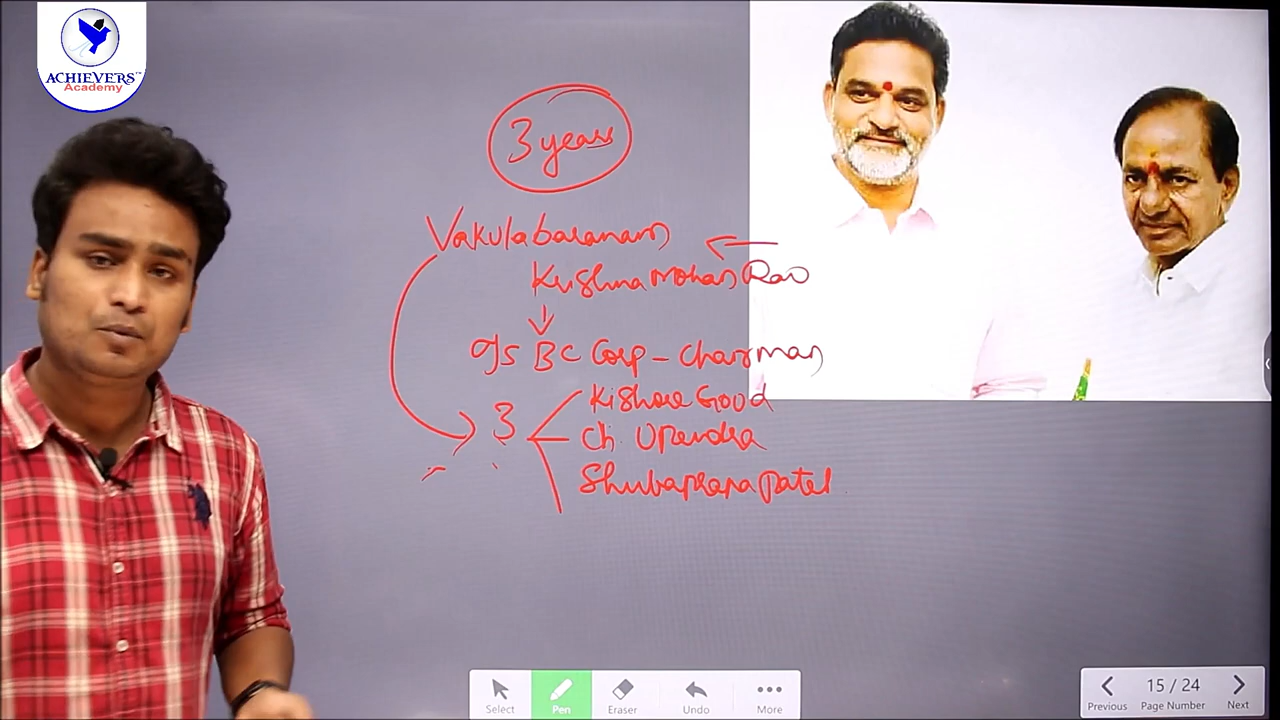 ACHIEVERS™
Academy
3 years
Vakulabaranam
Krishna Mohan Rao
BC Corp - Chairman
3
Kishore Goud
Ch. Upendra
Shubaprada Patel
Select
Pen
Eraser
Undo
More
Previous
15 / 24
Page Number
Next